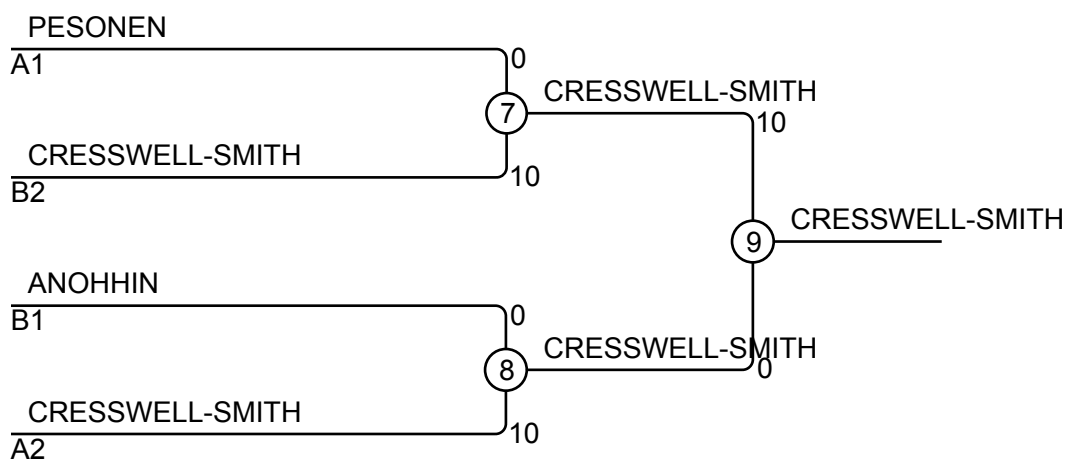 PESONEN
A1
0
7
CRESSWELL-SMITH
10
CRESSWELL-SMITH
B2
10
9
CRESSWELL-SMITH
ANOHHIN
B1
0
8
CRESSWELL-SMITH
0
CRESSWELL-SMITH
A2
10